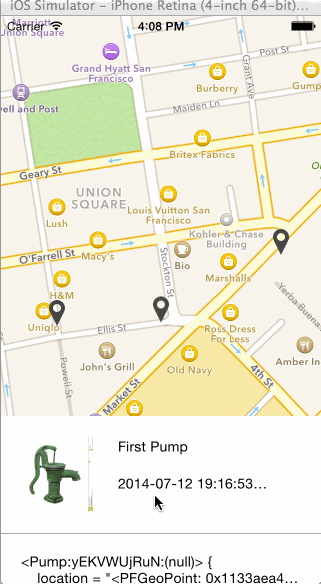 iOS Simulator – iPhone Retina (4-inch 64-bit)...
Carrier 4:08 PM
Marriott
Union Square
Post St
Grand Hyatt San
Francisco
Grant Ave
Burberry
Gump
well and Post
Maiden Ln
Britex Fabrics
Geary St
UNION
SQUARE
Louis Vuitton San
Francisco
Lush
Kohler & Chase
Building
O'Farrell St
Macy's
Bio
Stockton St
Marshalls
H&M
Yerba Buena
Uniqlo
Ellis St
Ross Dress
For Less
John's Grill
Amber In
Powell St
Old Navy
4th St
Market St
First Pump
2014-07-12 19:16:53...
<Pump:yEKVWUjRuN:(null)> {
location = "<PFGeoPoint: 0x1133aea4...